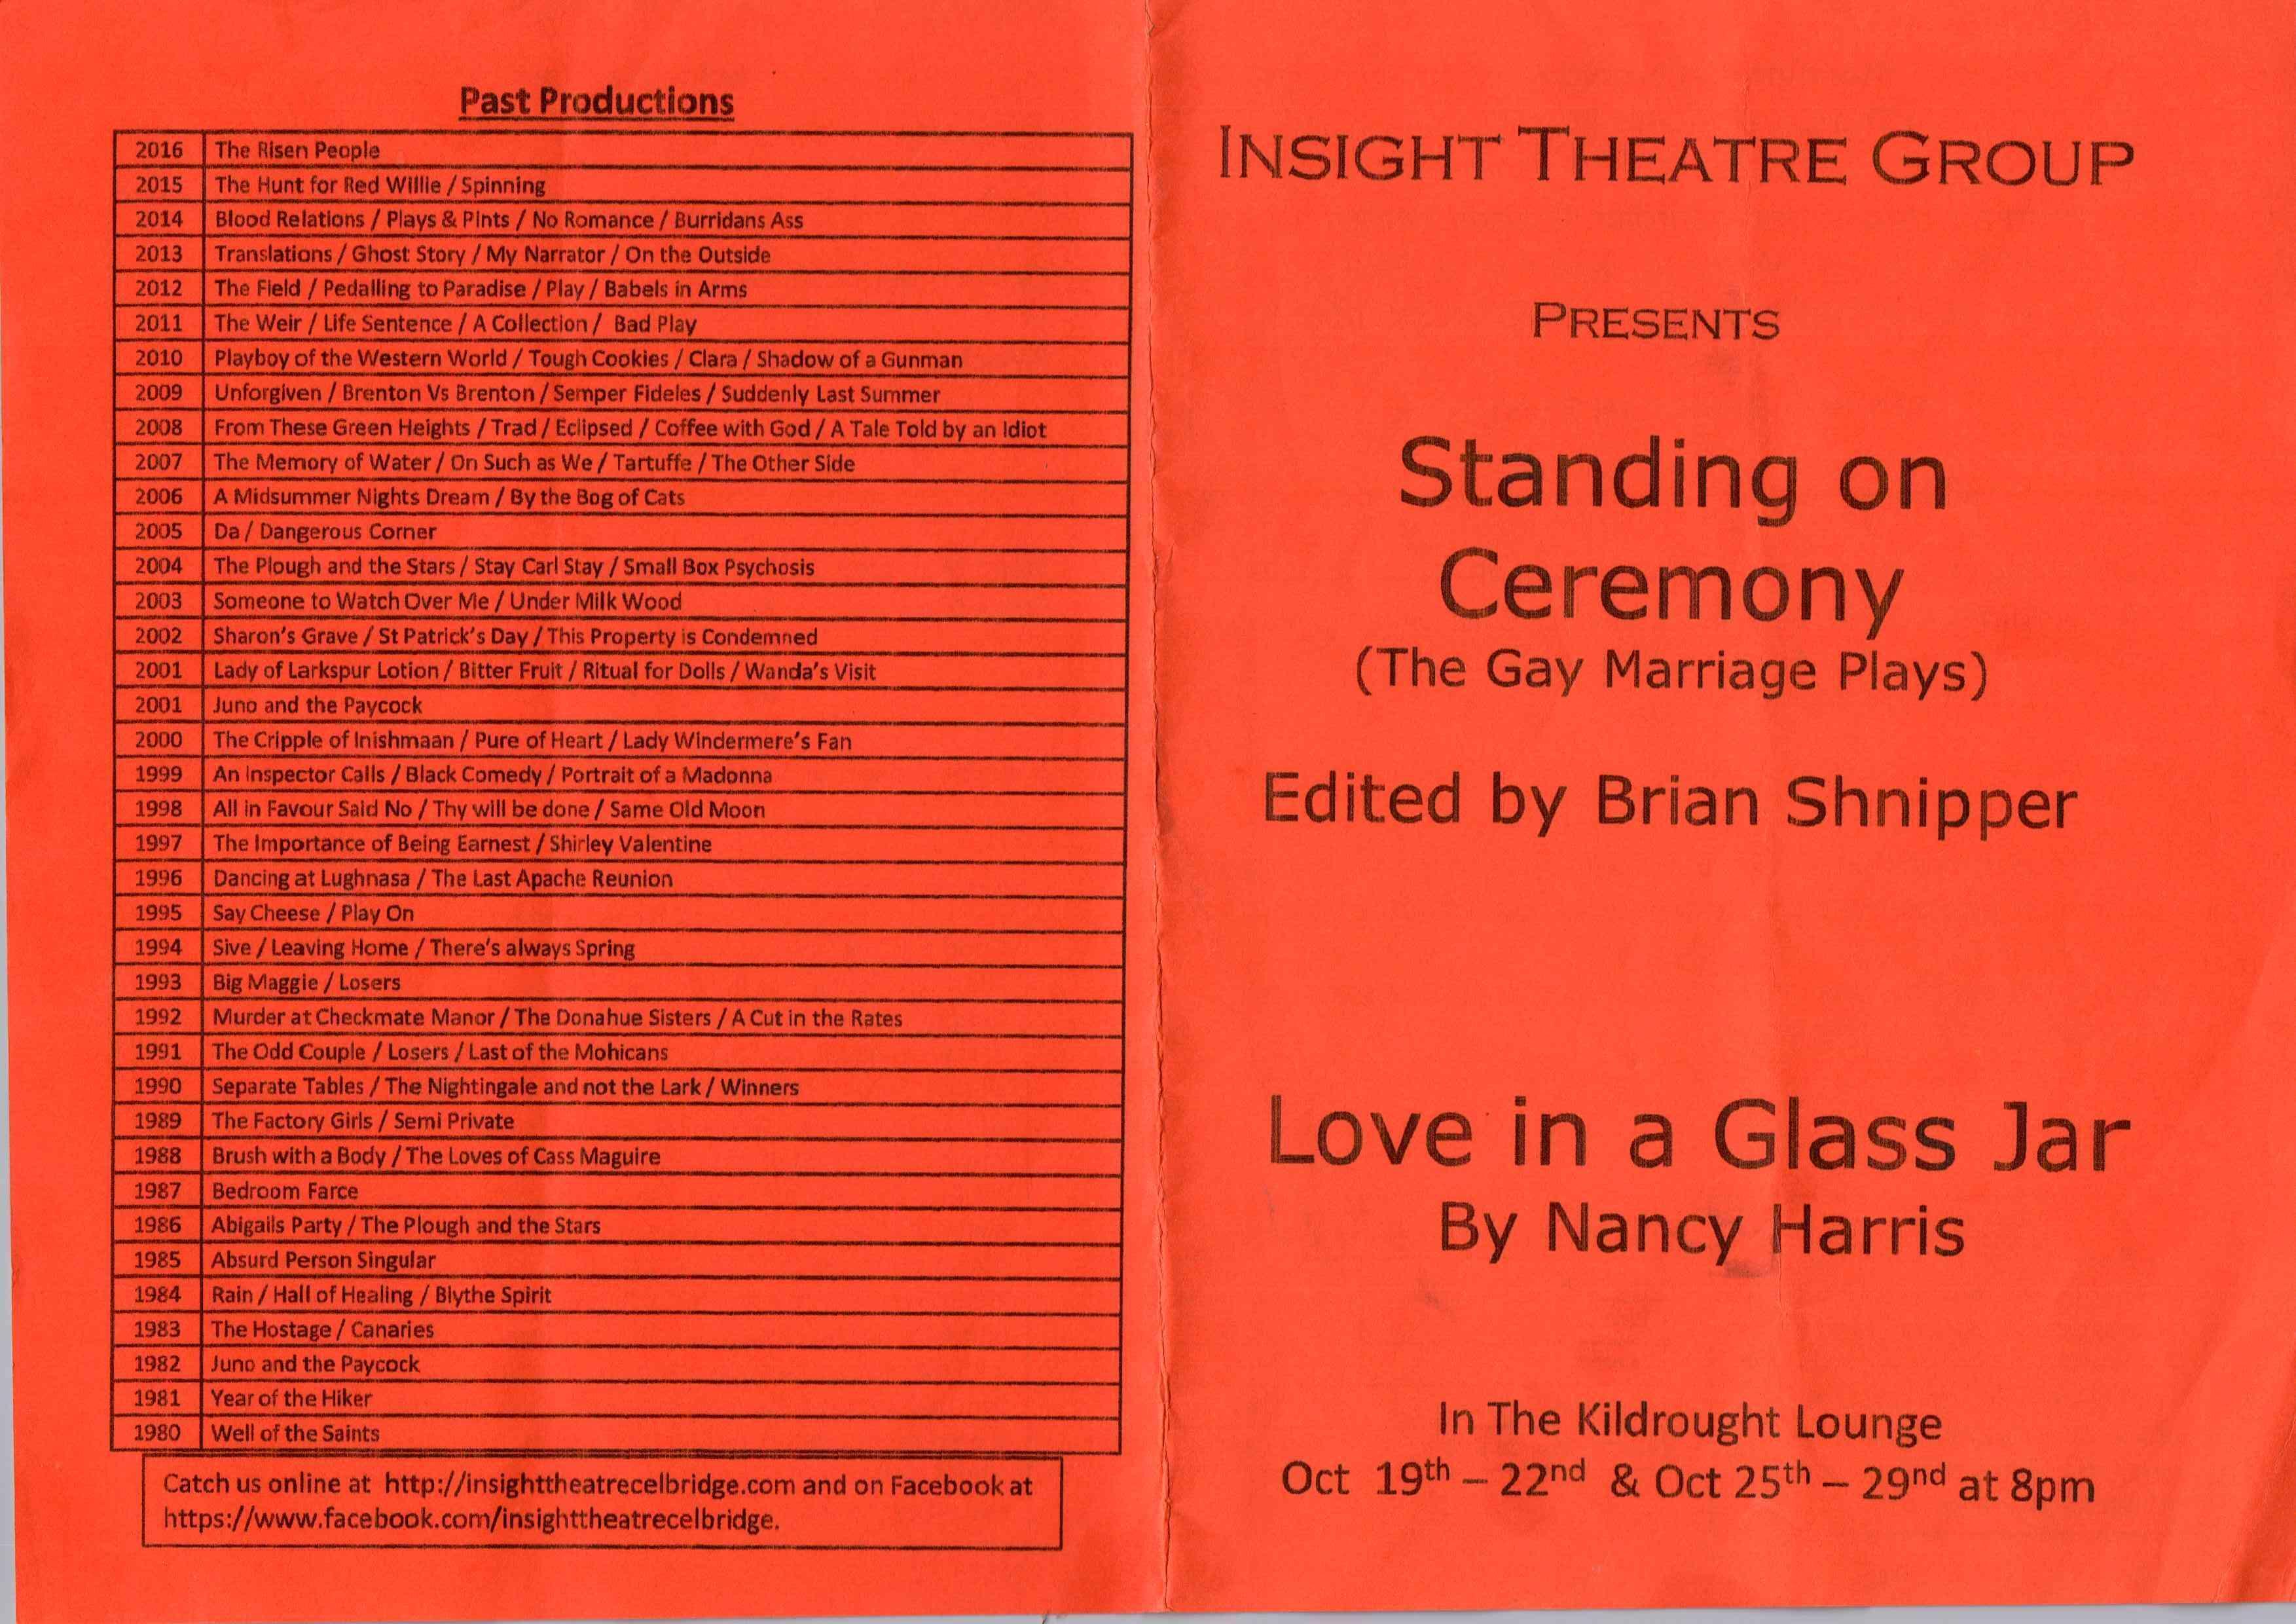 Past Productions
2016 The Risen People
2015 The Hunt for Red Willie / Spinning
2014 Blood Relations / Plays & Pints / No Romance / Burridans Ass
2013 Translations / Ghost Story / My Narrator / On the Outside
2012 The Field / Pedalling to Paradise / Play / Babels in Arms
2011 The Weir / Life Sentence / A Collection / Bad Play
2010 Playboy of the Western World / Tough Cookies / Clara / Shadow of a Gunman
2009 Unforgiven / Brenton Vs Brenton / Semper Fideles / Suddenly Last Summer
2008 From These Green Heights / Trad / Eclipsed / Coffee with God / A Tale Told by an Idiot
2007 The Memory of Water / On Such as We / Tartuffe / The Other Side
2006 A Midsummer Nights Dream / By the Bog of Cats
2005 Da / Dangerous Corner
2004 The Plough and the Stars / Stay Carl Stay / Small Box Psychosis
2003 Someone to Watch Over Me / Under Milk Wood
2002 Sharon's Grave / St Patrick's Day / This Property is Condemned
2001 Lady of Larkspur Lotion / Bitter Fruit / Ritual for Dolls / Wanda's Visit
2001 Juno and the Paycock
2000 The Cripple of Inishmaan / Pure of Heart / Lady Windermere's Fan
1999 An Inspector Calls / Black Comedy / Portrait of a Madonna
1998 All in Favour Said No / Thy will be done / Same Old Moon
1997 The Importance of Being Earnest / Shirley Valentine
1996 Dancing at Lughnasa / The Last Apache Reunion
1995 Say Cheese / Play On
1994 Sive / Leaving Home / There's always Spring
1993 Big Maggie / Losers
1992 Murder at Checkmate Manor / The Donahue Sisters / A Cut in the Rates
1991 The Odd Couple / Losers / Last of the Mohicans
1990 Separate Tables / The Nightingale and not the Lark / Winners
1989 The Factory Girls / Semi Private
1988 Brush with a Body / The Loves of Cass Maguire
1987 Bedroom Farce
1986 Abigails Party / The Plough and the Stars
1985 Absurd Person Singular
1984 Rain / Hall of Healing / Blythe Spirit
1983 The Hostage / Canaries
1982 Juno and the Paycock
1981 Year of the Hiker
1980 Well of the Saints
Catch us online at http://insighttheatrecelbridge.com and on Facebook at
https://www.facebook.com/insighttheatrecelbridge.
INSIGHT THEATRE GROUP
PRESENTS
Standing on
Ceremony
(The Gay Marriage Plays)
Edited by Brian Shnipper
Love in a Glass Jar
By Nancy Harris
In The Kildrought Lounge
Oct 19th – 22nd & Oct 25th – 29nd at 8pm